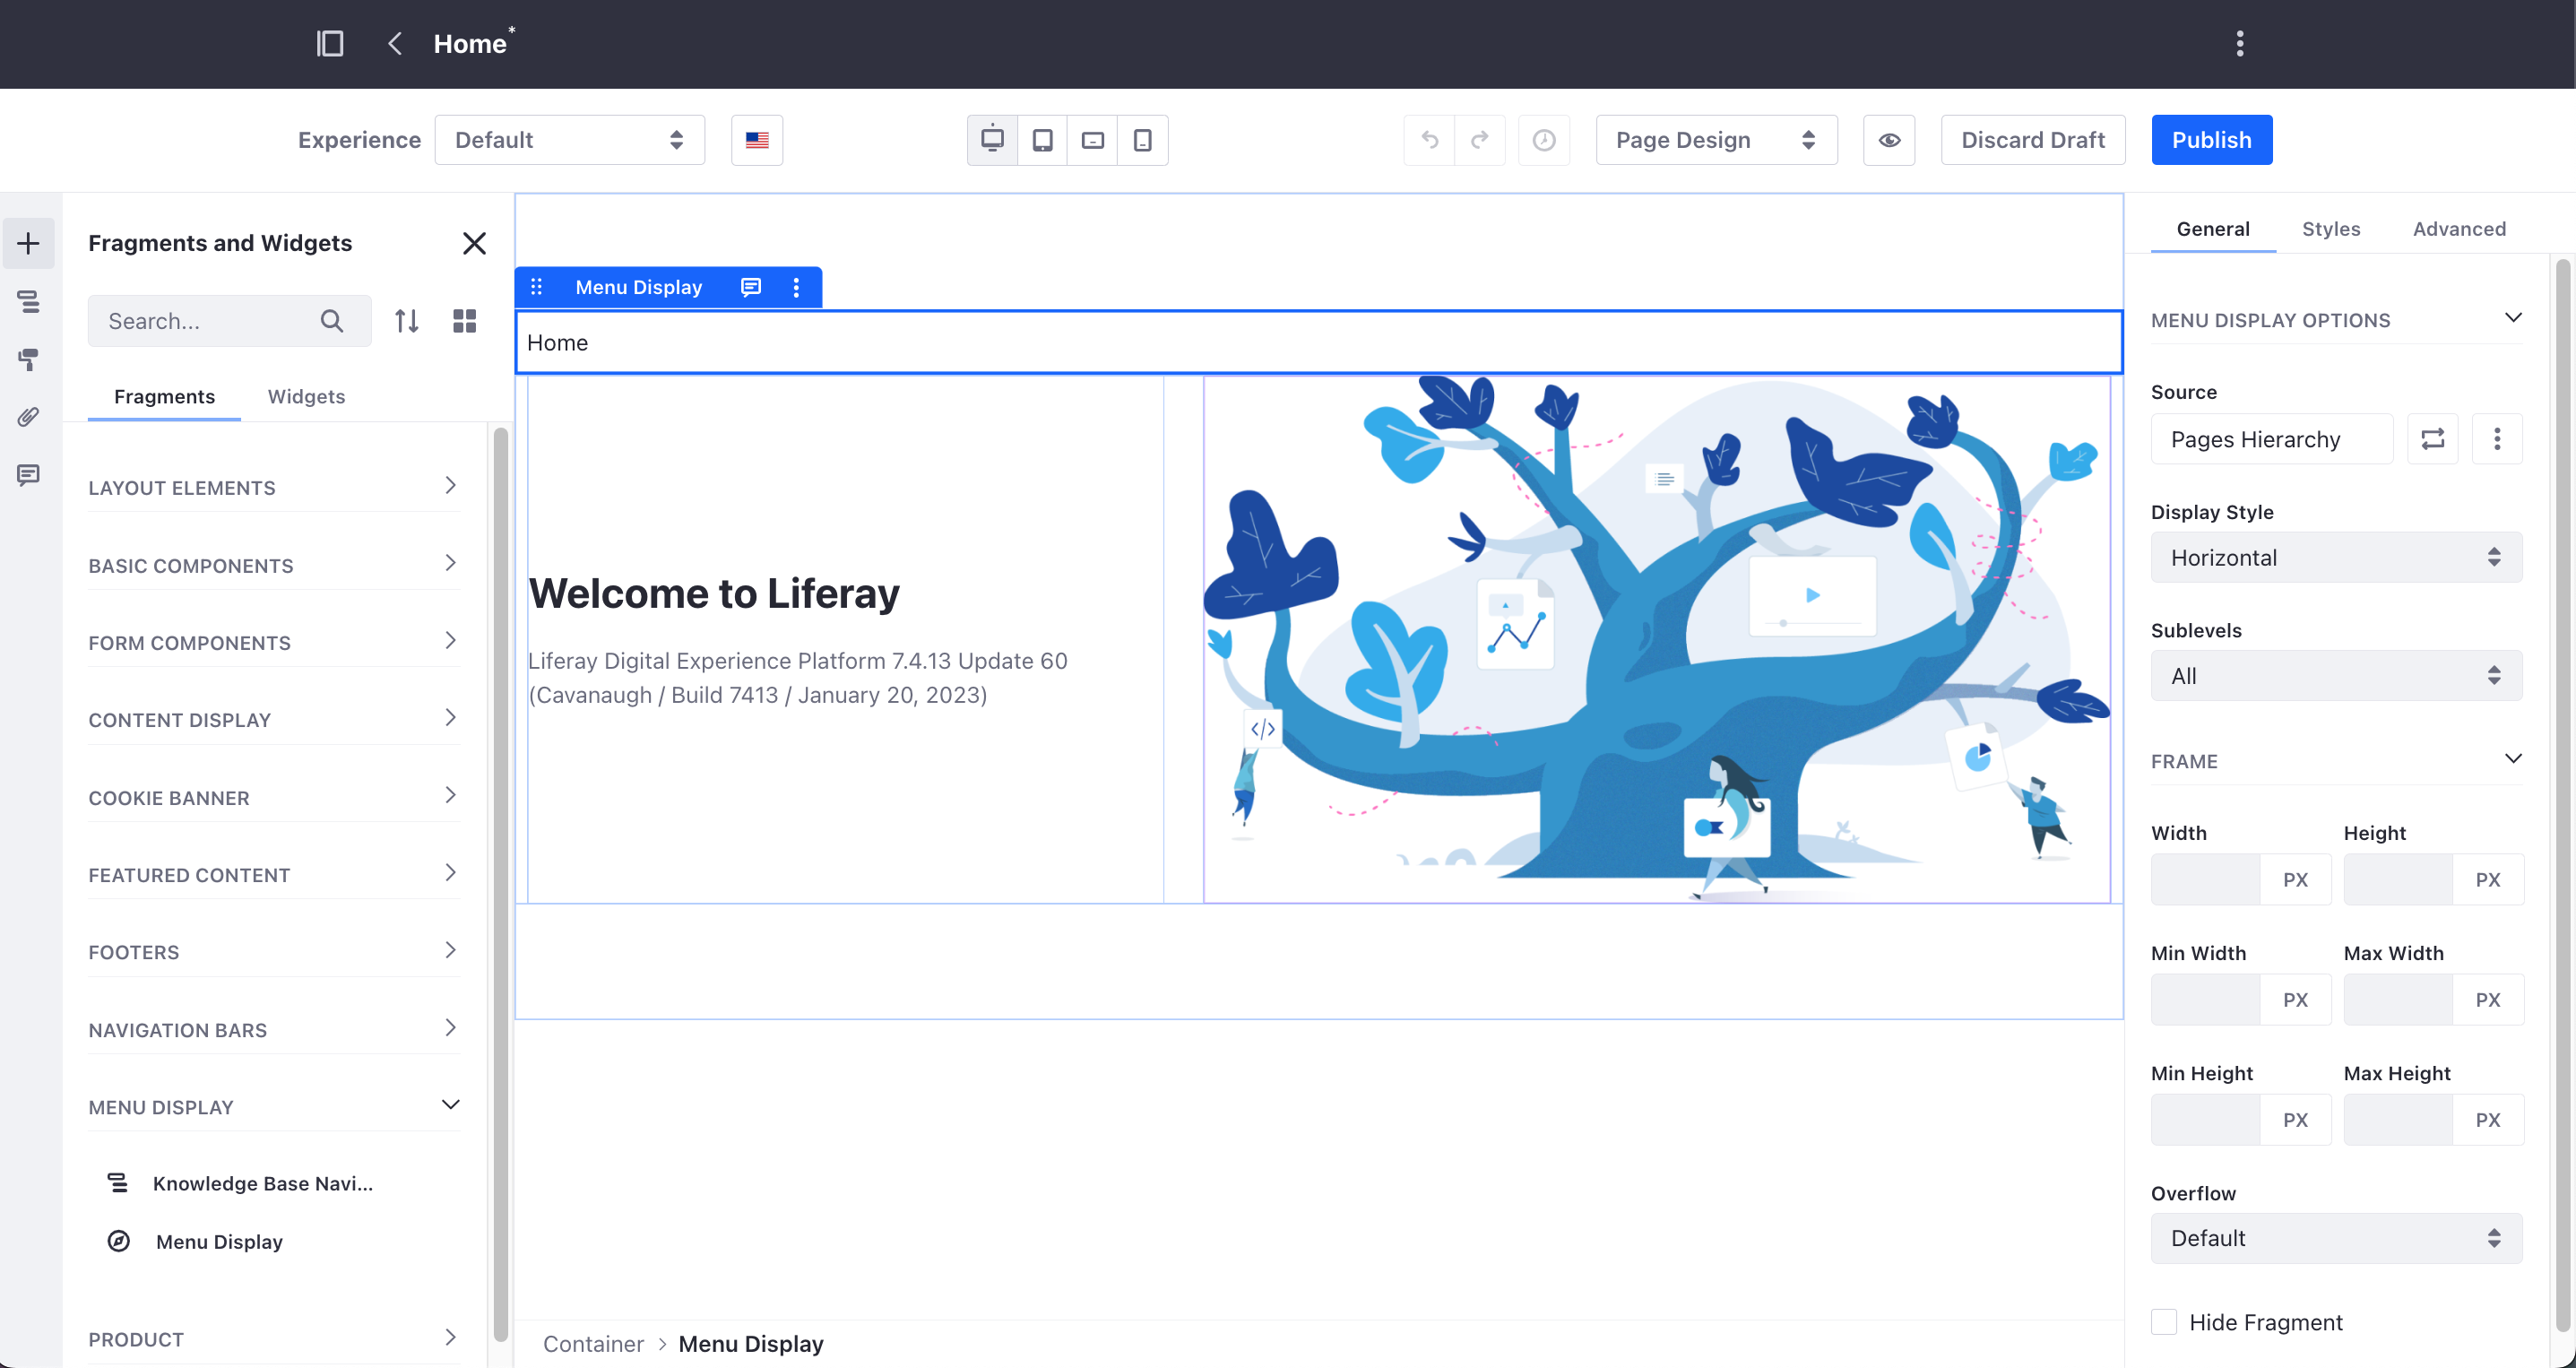 Home*
Experience
Default
Page Design
Discard Draft
Publish
Fragments and Widgets
Search...
Fragments
Widgets
LAYOUT ELEMENTS
BASIC COMPONENTS
FORM COMPONENTS
CONTENT DISPLAY
COOKIE BANNER
FEATURED CONTENT
FOOTERS
NAVIGATION BARS
MENU DISPLAY
Knowledge Base Navi...
Menu Display
PRODUCT
Menu Display
Home
Welcome to Liferay
Liferay Digital Experience Platform 7.4.13 Update 60
(Cavanaugh / Build 7413 / January 20, 2023)
</>
Container > Menu Display
General
Styles
Advanced
MENU DISPLAY OPTIONS
Source
Pages Hierarchy
Display Style
Horizontal
Sublevels
All
FRAME
Width
Height
PX
PX
Min Width
Max Width
PX
PX
Min Height
Max Height
PX
PX
Overflow
Default
Hide Fragment